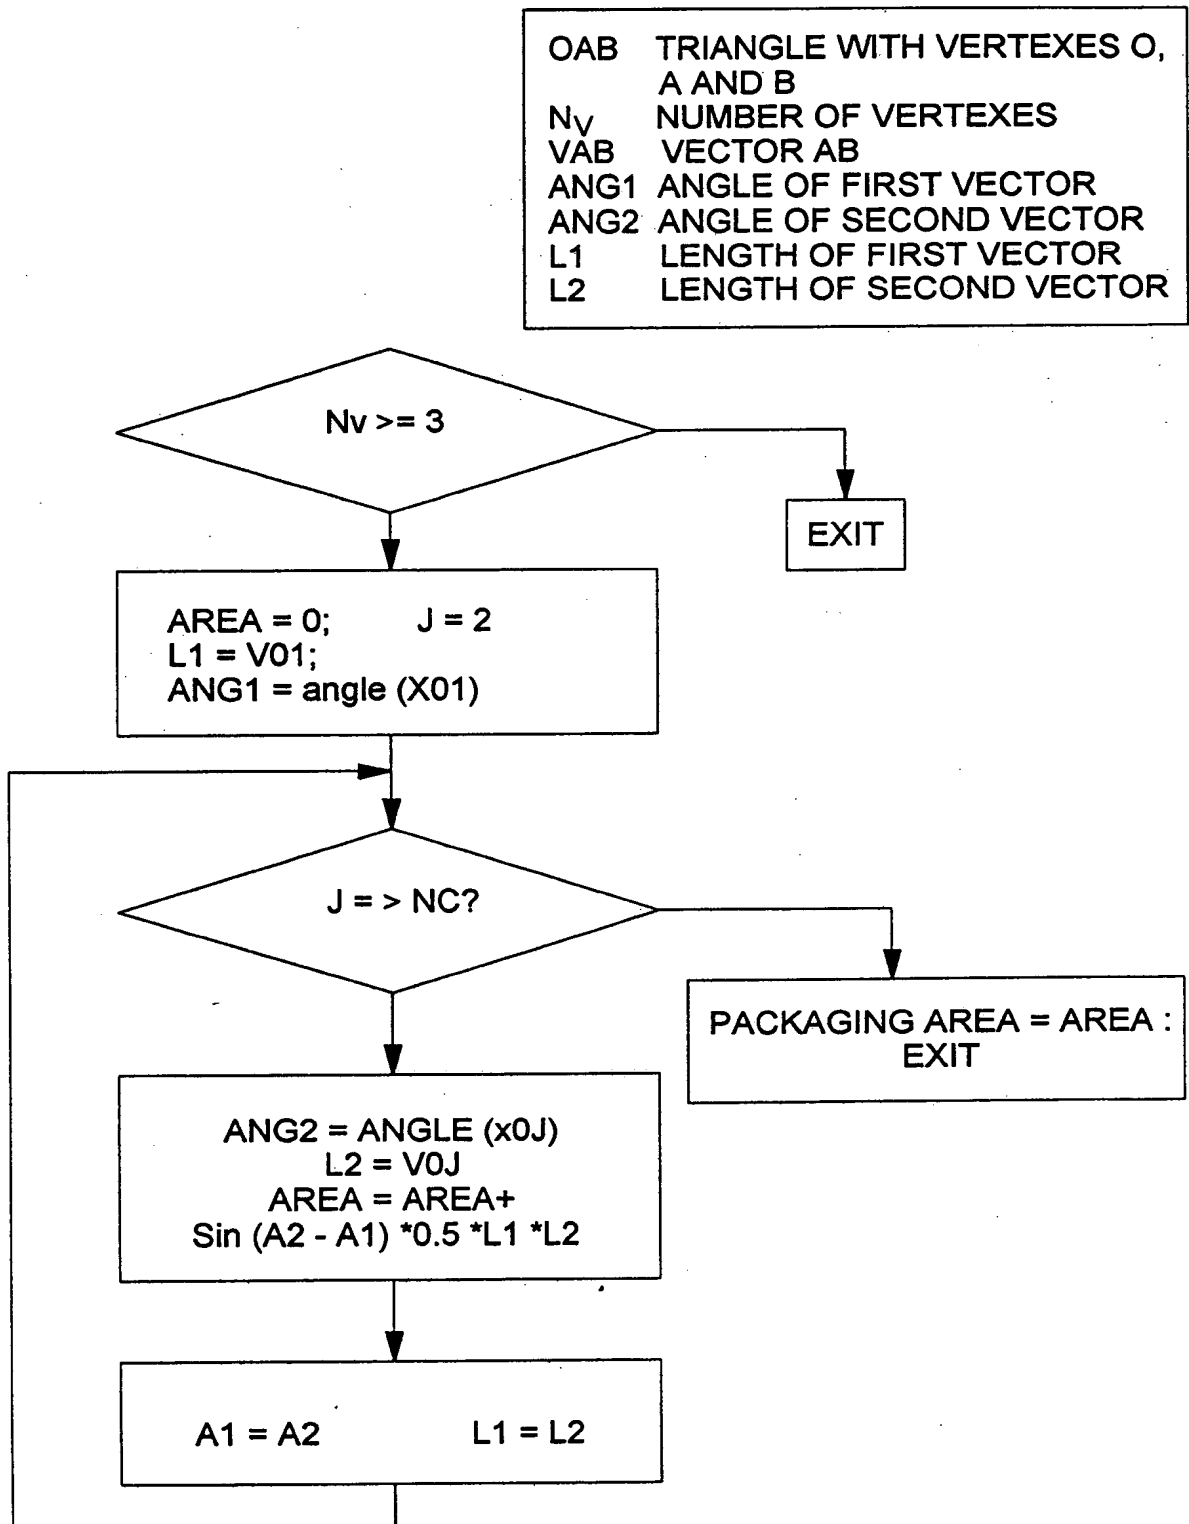 OAB TRIANGLE WITH VERTEXES O,
A AND B
NV NUMBER OF VERTEXES
VAB VECTOR AB
ANG1 ANGLE OF FIRST VECTOR
ANG2 ANGLE OF SECOND VECTOR
L1 LENGTH OF FIRST VECTOR
L2 LENGTH OF SECOND VECTOR
Nv >= 3
EXIT
AREA = 0; J = 2
L1 = V01;
ANG1 = angle (X01)
J = > NC?
PACKAGING AREA = AREA :
EXIT
ANG2 = ANGLE (x0J)
L2 = V0J
AREA = AREA+
Sin (A2 - A1) *0.5 *L1 *L2
A1 = A2 L1 = L2